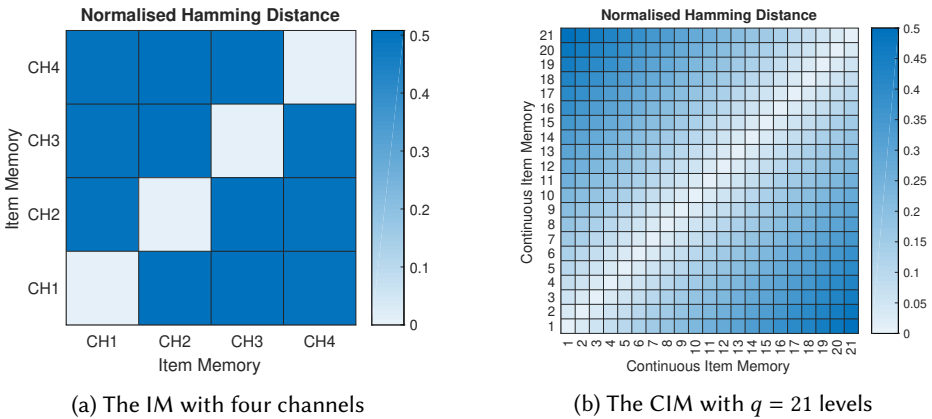 Normalised Hamming Distance
CH4
CH3
CH2
CH1
Item Memory
CH1 CH2 CH3 CH4
Item Memory
0.5
0.4
0.3
0.2
0.1
0
(a) The IM with four channels
Normalised Hamming Distance
21
20
19
18
17
16
15
14
13
12
11
10
9
8
7
6
5
4
3
2
1
Continuous Item Memory
1 2 3 4 5 6 7 8 9 10 11 12 13 14 15 16 17 18 19 20 21
Continuous Item Memory
0.5
0.45
0.4
0.35
0.3
0.25
0.2
0.15
0.1
0.05
0
(b) The CIM with q = 21 levels